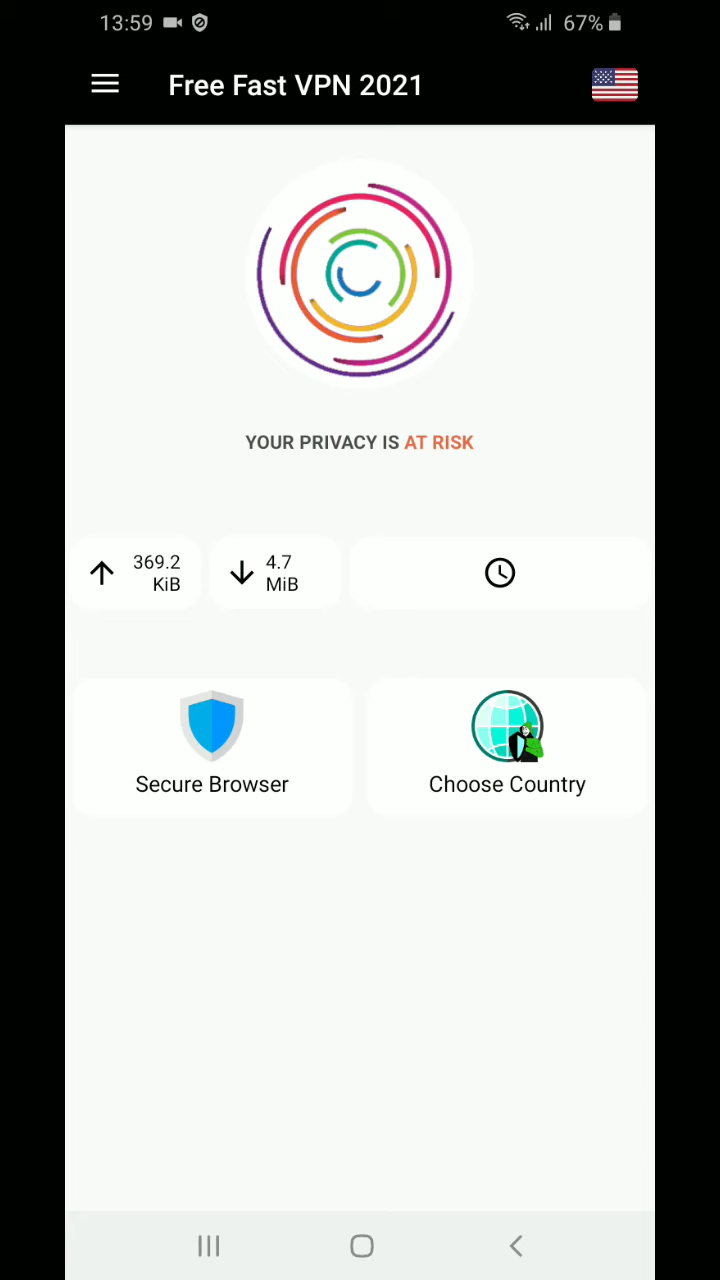 13:59
67%
Free Fast VPN 2021
YOUR PRIVACY IS AT RISK
369.2
KiB
4.7
MiB
Secure Browser
Choose Country